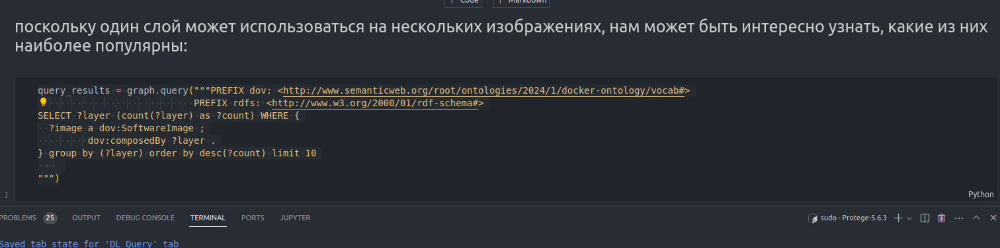 Code Markdown
поскольку один слой может использоваться на нескольких изображениях, нам может быть интересно узнать, какие из них
наиболее популярны:
query_results = graph.query("""PREFIX dov: <http://www.semanticweb.org/root/ontologies/2024/1/docker-ontology/vocab#>
PREFIX rdfs: <http://www.w3.org/2000/01/rdf-schema#>
SELECT ?layer (count(?layer) as ?count) WHERE {
?image a dov:SoftwareImage ;
dov:composedBy ?layer .
} group by (?layer) order by desc(?count) limit 10
""")
[ ]
Python
PROBLEMS 25 OUTPUT DEBUG CONSOLE TERMINAL PORTS JUPYTER sudo - Protege-5.6.3
Saved tab state for 'DL Query' tab